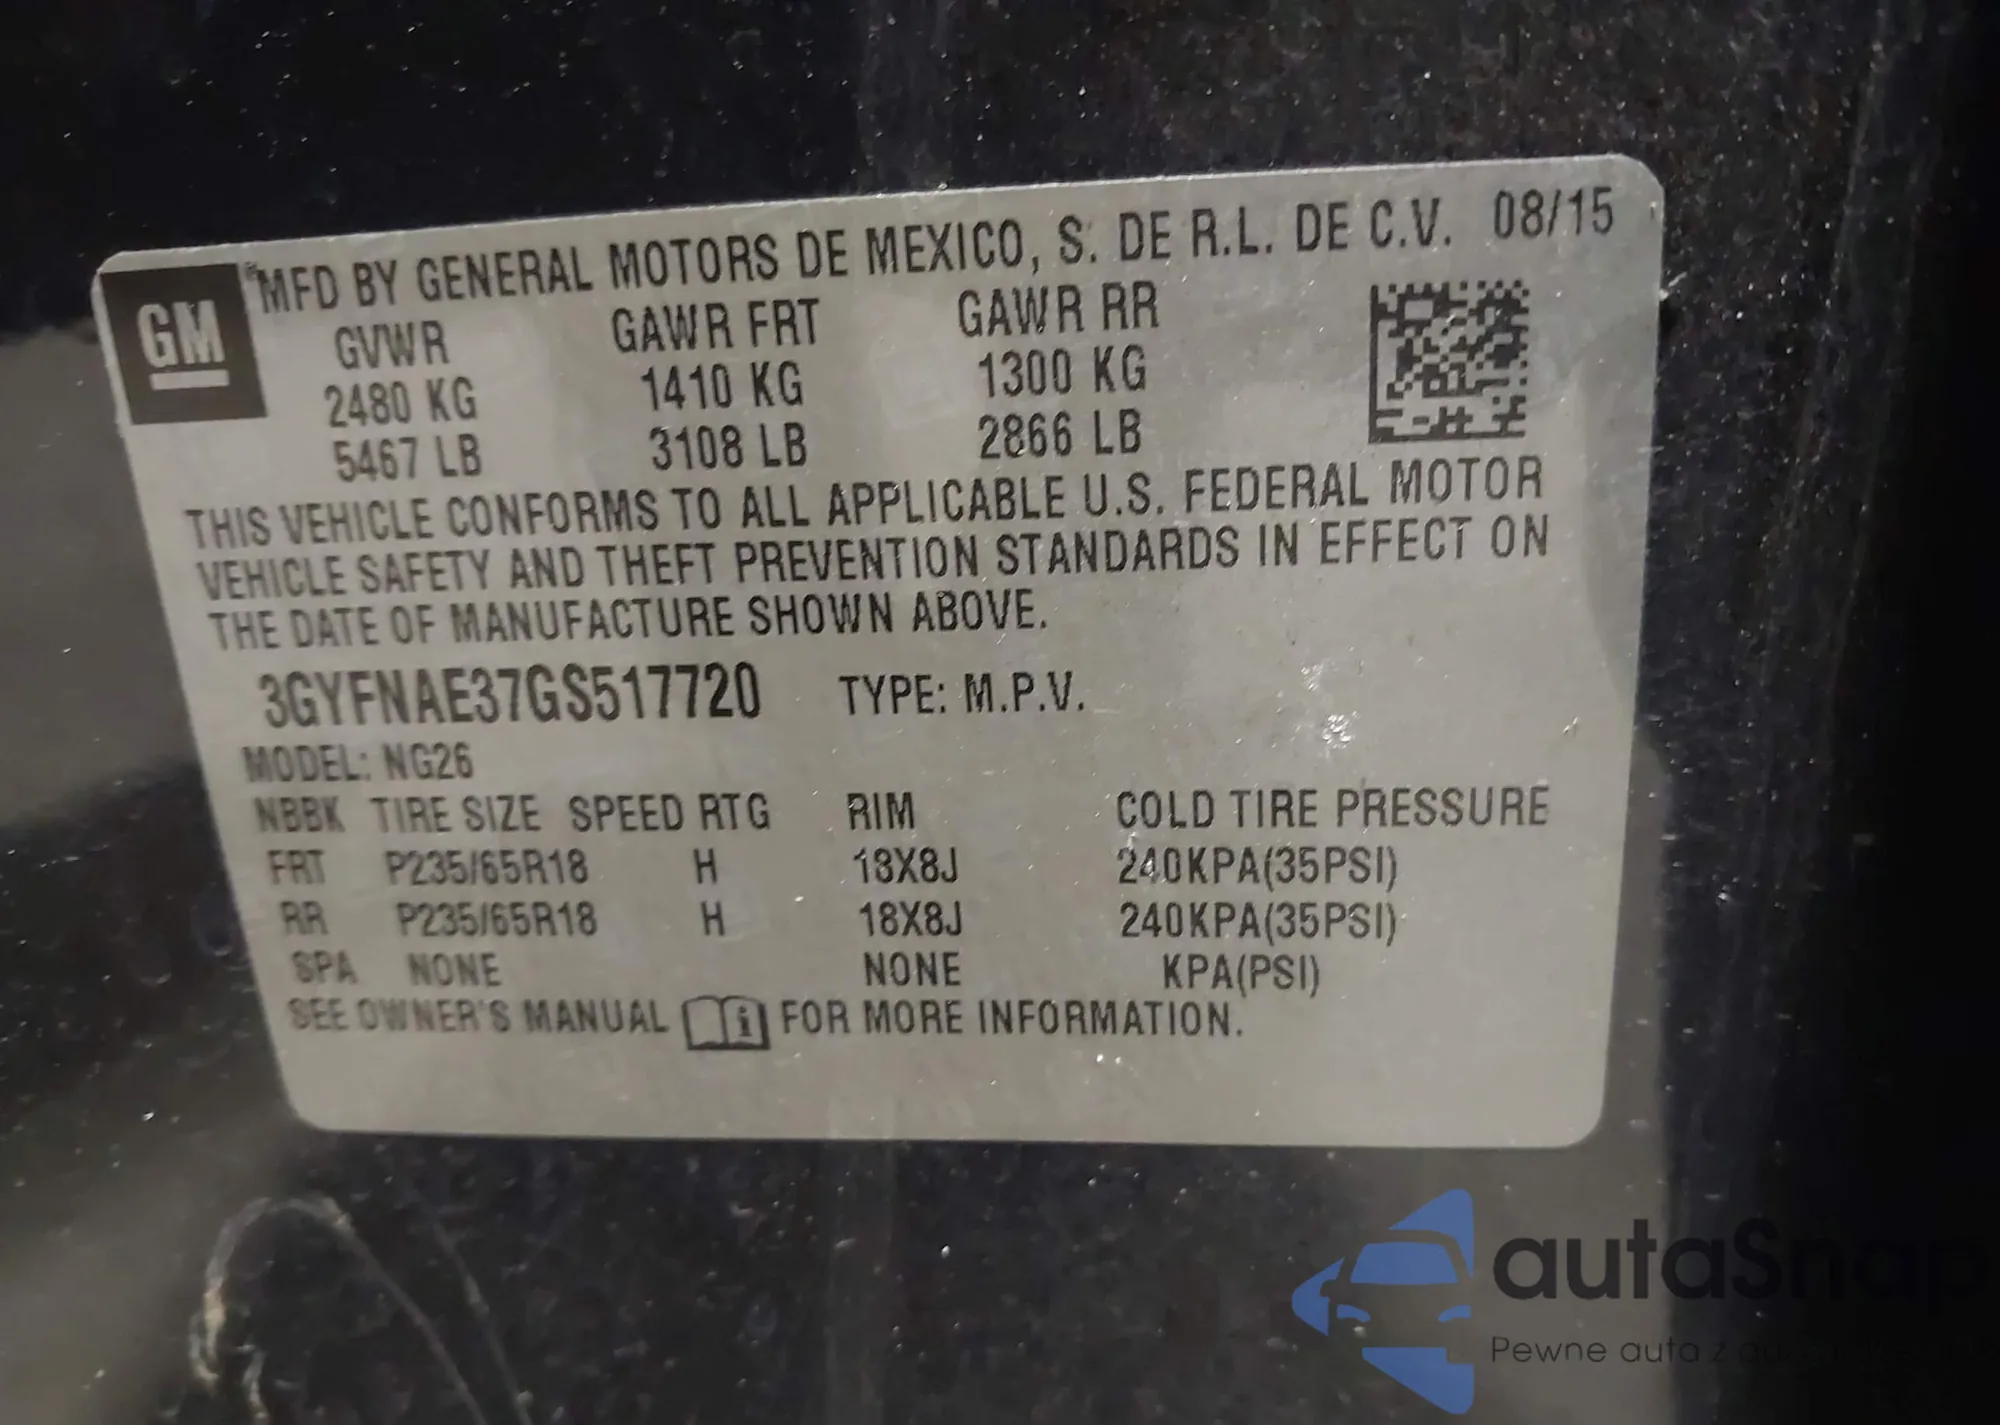 GM
MFD BY GENERAL MOTORS DE MEXICO, S. DE R.L. DE C.V. 08/15
GVWR GAWR FRT GAWR RR
2480 KG 1410 KG 1300 KG
5467 LB 3108 LB 2866 LB
THIS VEHICLE CONFORMS TO ALL APPLICABLE U.S. FEDERAL MOTOR
VEHICLE SAFETY AND THEFT PREVENTION STANDARDS IN EFFECT ON
THE DATE OF MANUFACTURE SHOWN ABOVE.
3GYFNAE37GS517720 TYPE: M.P.V.
MODEL: NG26
NBBK TIRE SIZE SPEED RTG RIM COLD TIRE PRESSURE
FRT P235/65R18 H 18X8J 240KPA(35PSI)
RR P235/65R18 H 18X8J 240KPA(35PSI)
SPA NONE NONE KPA(PSI)
SEE OWNER'S MANUAL i FOR MORE INFORMATION.
autaSnap
Pewne auta z